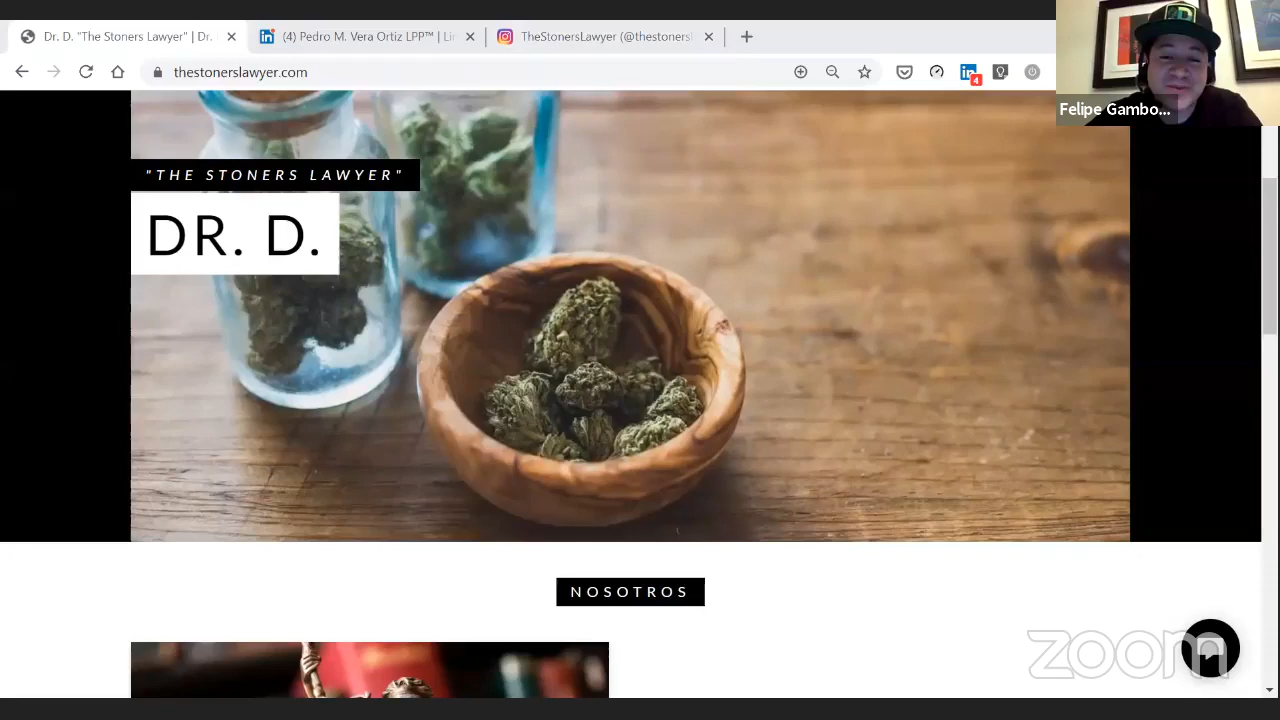 Dr. D. "The Stoners Lawyer" | Dr.
(4) Pedro M. Vera Ortiz LPP™ | Li
TheStonersLawyer (@thestoners
thestonerslawyer.com
4
Felipe Gambo...
"THE STONERS LAWYER"
DR. D.
NOSOTROS
zoom